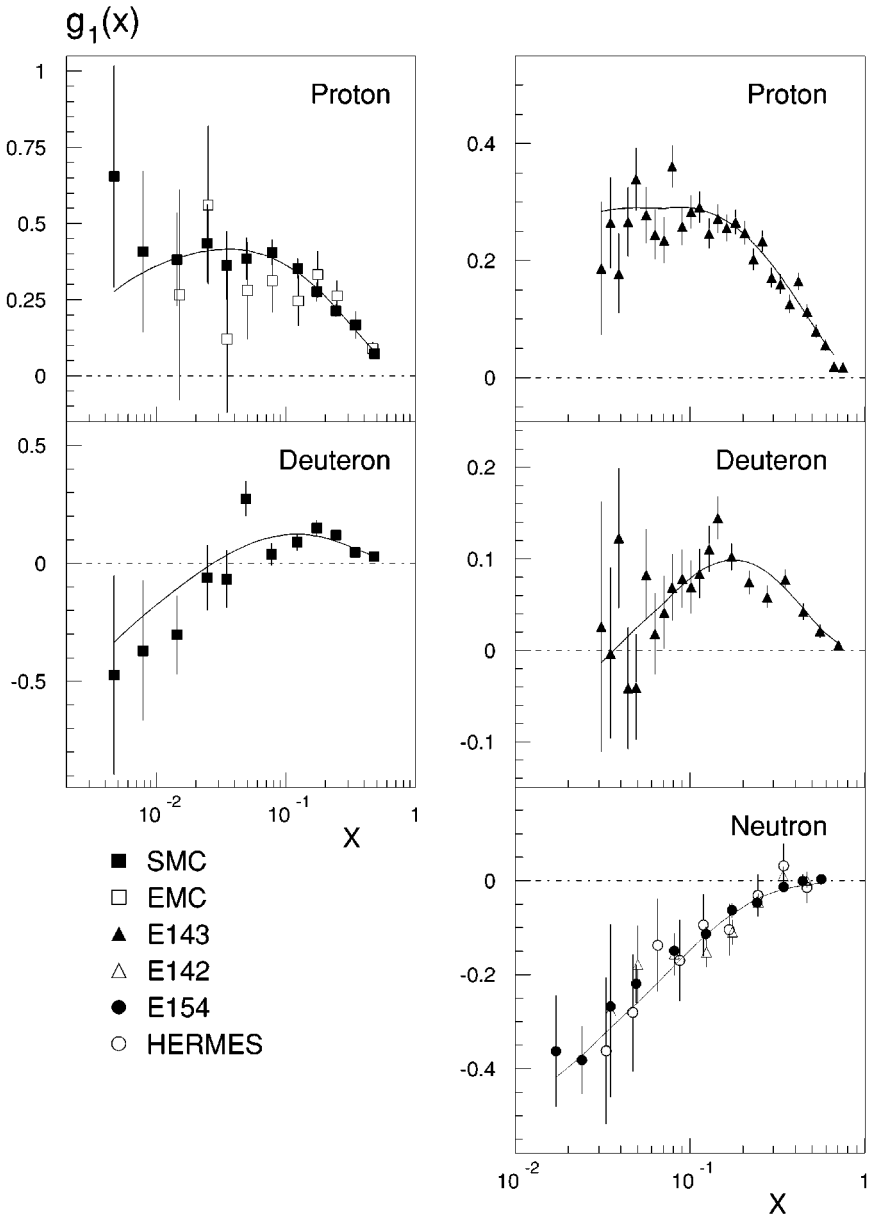 g₁(x)
Proton
1
0.75
0.5
0.25
0
Proton
0.4
0.2
0
Deuteron
0.5
0
-0.5
10⁻²
10⁻¹
1
X
Deuteron
0.2
0.1
0
-0.1
SMC
EMC
E143
E142
E154
HERMES
Neutron
0
-0.2
-0.4
10⁻²
10⁻¹
1
X